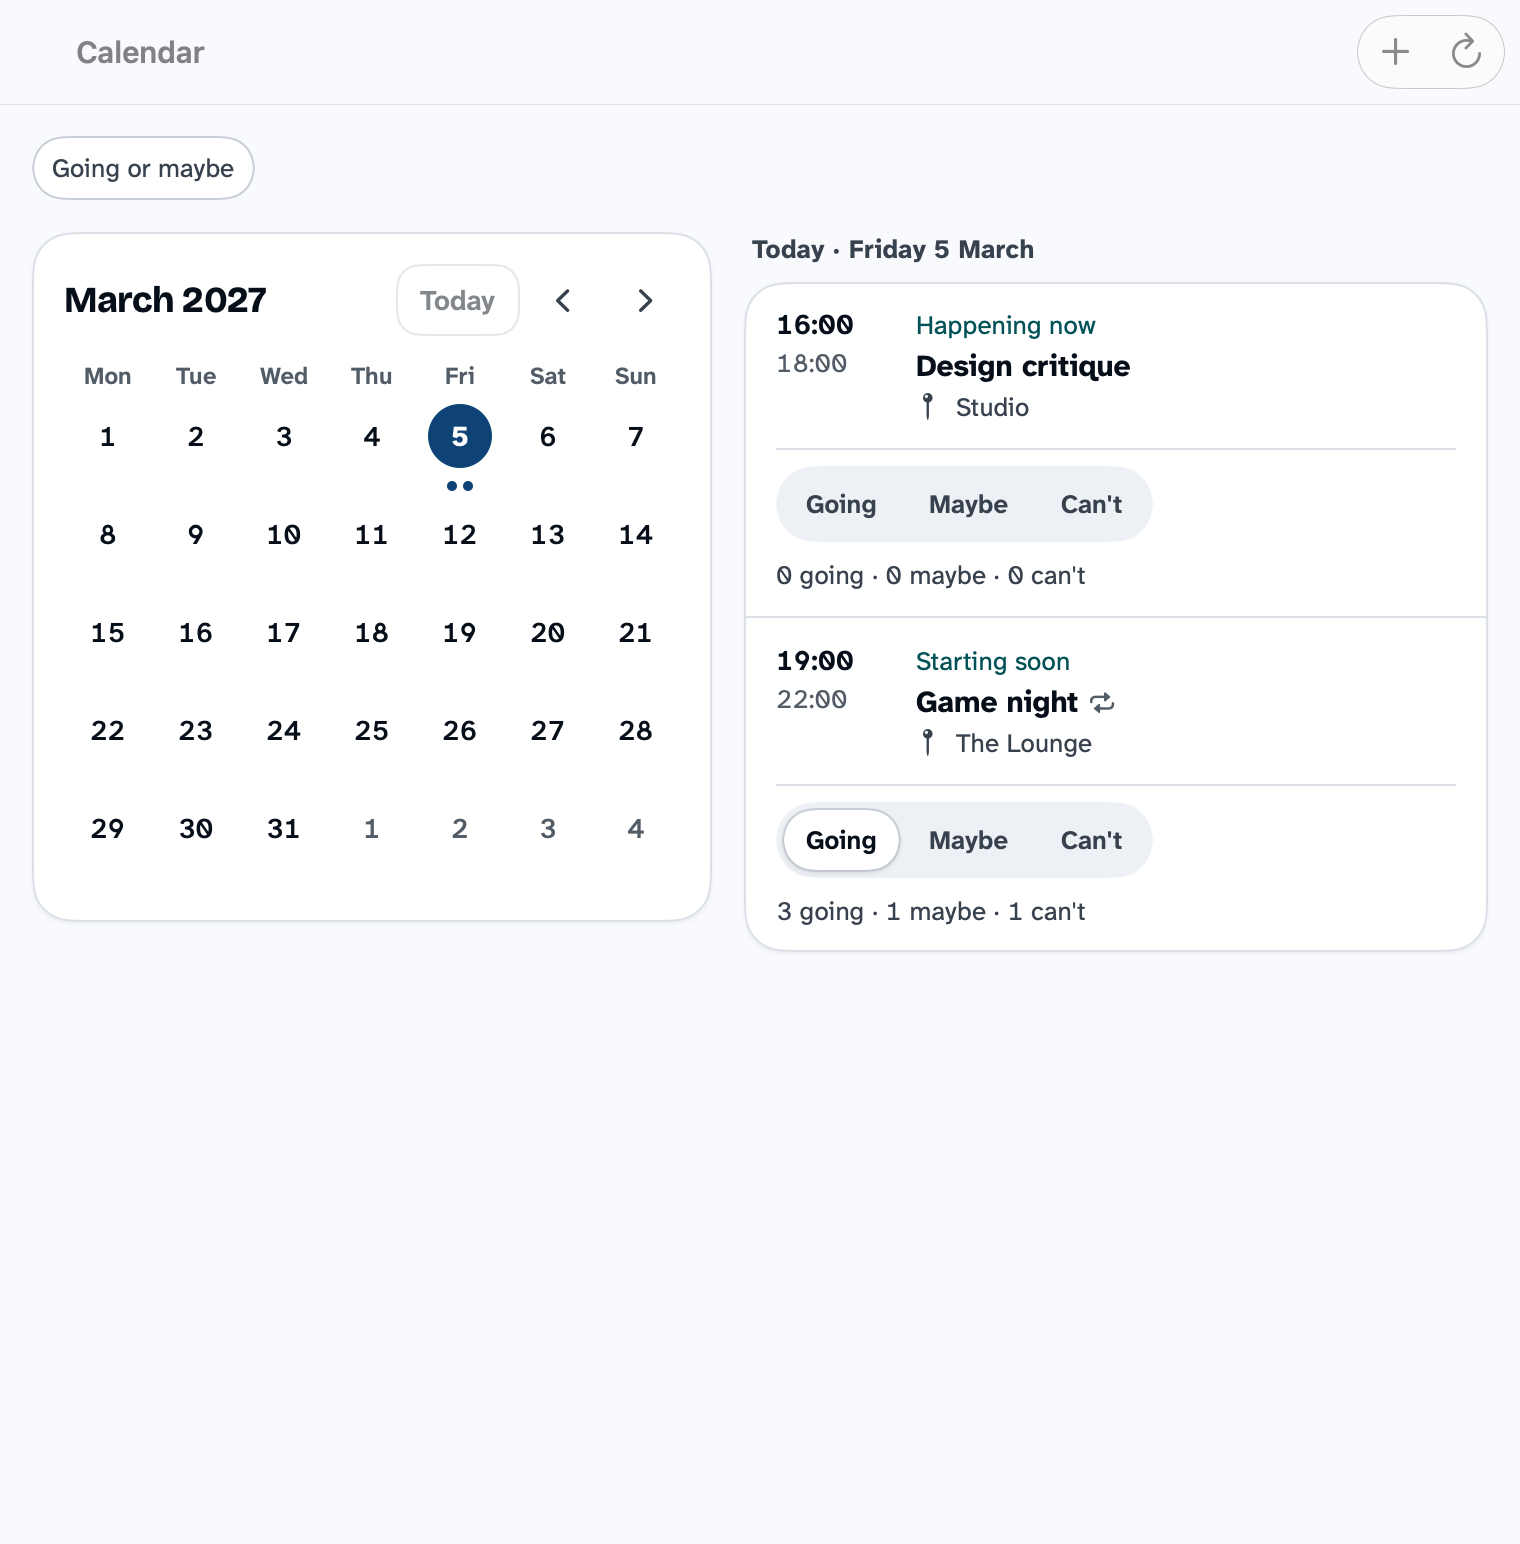 Calendar
Going or maybe
March 2027
Today
Mon Tue Wed Thu Fri Sat Sun
1 2 3 4 5 6 7
8 9 10 11 12 13 14
15 16 17 18 19 20 21
22 23 24 25 26 27 28
29 30 31 1 2 3 4
Today · Friday 5 March
16:00 Happening now
18:00 Design critique
Studio
Going Maybe Can't
0 going · 0 maybe · 0 can't
19:00 Starting soon
22:00 Game night
The Lounge
Going Maybe Can't
3 going · 1 maybe · 1 can't